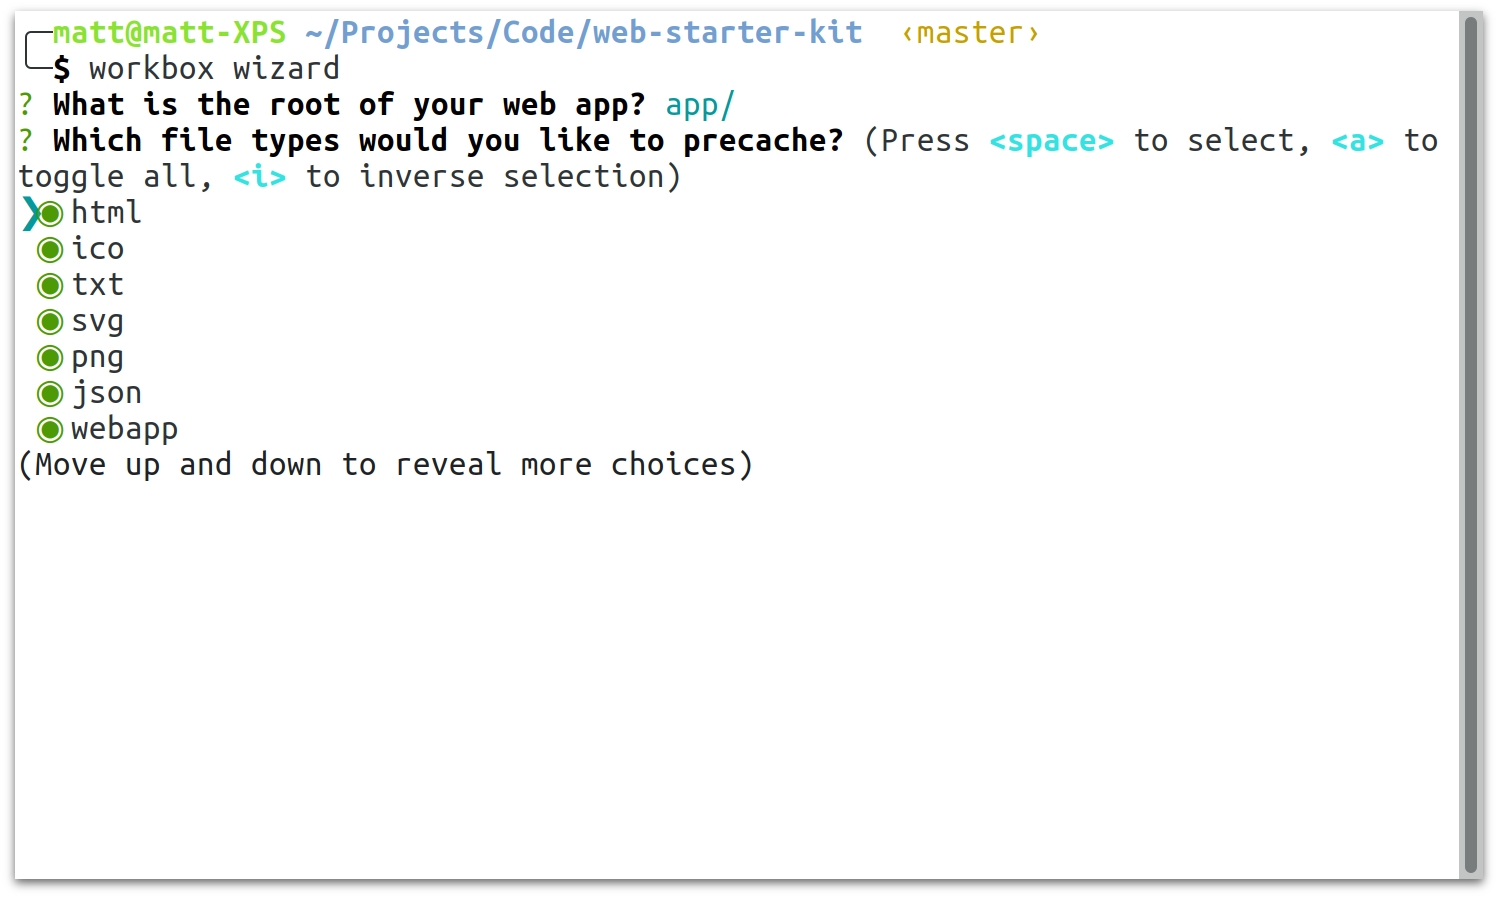 matt@matt-XPS ~/Projects/Code/web-starter-kit ‹master›
$ workbox wizard
? What is the root of your web app? app/
? Which file types would you like to precache? (Press <space> to select, <a> to
toggle all, <i> to inverse selection)
❯◉ html
◉ ico
◉ txt
◉ svg
◉ png
◉ json
◉ webapp
(Move up and down to reveal more choices)